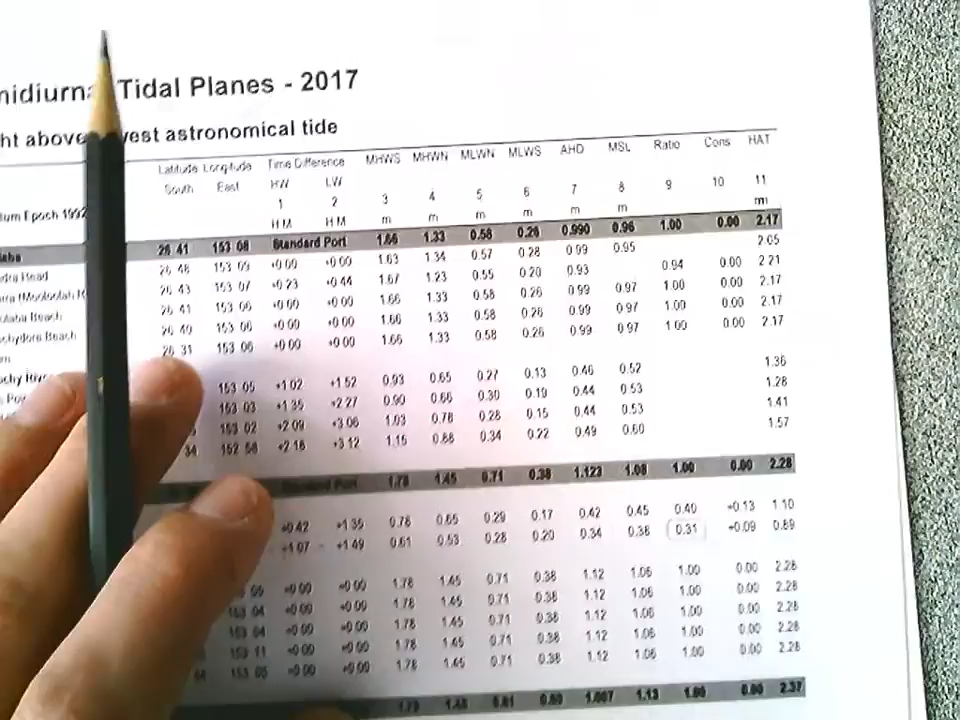 Tidal Planes - 2017
astronomical tide
Latitude Longitude Time Difference MHWS MHWN MLWN MLWS AHD MSL Ratio Cons HAT
South East HW LW
1 2 3 4 5 6 7 8 9 10 11
Epoch 1992
H M H M m m m m m m m
26 41 153 08 Standard Port 1.66 1.33 0.58 0.26 0.990 0.96 1.00 0.00 2.17
Head 26 48 153 09 +0 00 +0 00 1.63 1.34 0.57 0.28 0.99 0.95 2.05
26 43 153 07 +0 23 +0 44 1.67 1.23 0.55 0.20 0.93 0.94 0.00 2.21
Beach 26 41 153 06 +0 00 +0 00 1.66 1.33 0.58 0.26 0.99 0.97 1.00 0.00 2.17
Beach 26 40 153 06 +0 00 +0 00 1.66 1.33 0.58 0.26 0.99 0.97 1.00 0.00 2.17
26 31 153 06 +0 00 +0 00 1.66 1.33 0.58 0.26 0.99 0.97 1.00 0.00 2.17
153 05 +1 02 +1 52 0.93 0.65 0.27 0.13 0.46 0.52 1.36
153 03 +1 35 +2 27 0.90 0.66 0.30 0.19 0.44 0.53 1.28
153 02 +2 09 +3 06 1.03 0.76 0.28 0.15 0.44 0.53 1.41
34 152 58 +2 18 +3 12 1.15 0.86 0.34 0.22 0.49 0.60 1.57
Standard Port 1.78 1.45 0.71 0.38 1.123 1.08 1.00 0.00 2.28
+0 42 +1 35 0.76 0.65 0.29 0.17 0.42 0.45 0.40 +0.13 1.10
+1 07 +1 49 0.61 0.53 0.28 0.20 0.34 0.38 0.31 +0.09 0.89
+0 00 +0 00 1.78 1.45 0.71 0.38 1.12 1.06 1.00 0.00 2.28
153 04 +0 00 +0 00 1.78 1.45 0.71 0.38 1.12 1.06 1.00 0.00 2.28
153 04 +0 00 +0 00 1.78 1.45 0.71 0.38 1.12 1.06 1.00 0.00 2.28
153 11 +0 00 +0 00 1.78 1.45 0.71 0.38 1.12 1.06 1.00 0.00 2.28
153 05 +0 00 +0 00 1.78 1.45 0.71 0.38 1.12 1.06 1.00 0.00 2.28
1.13 0.00 2.37